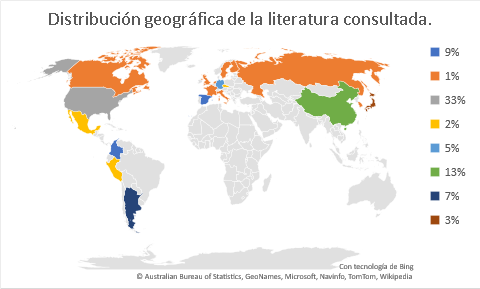 Distribución geográfica de la literatura consultada.
9%
1%
33%
2%
5%
13%
7%
3%
Con tecnología de Bing
© Australian Bureau of Statistics, GeoNames, Microsoft, Navinfo, TomTom, Wikipedia